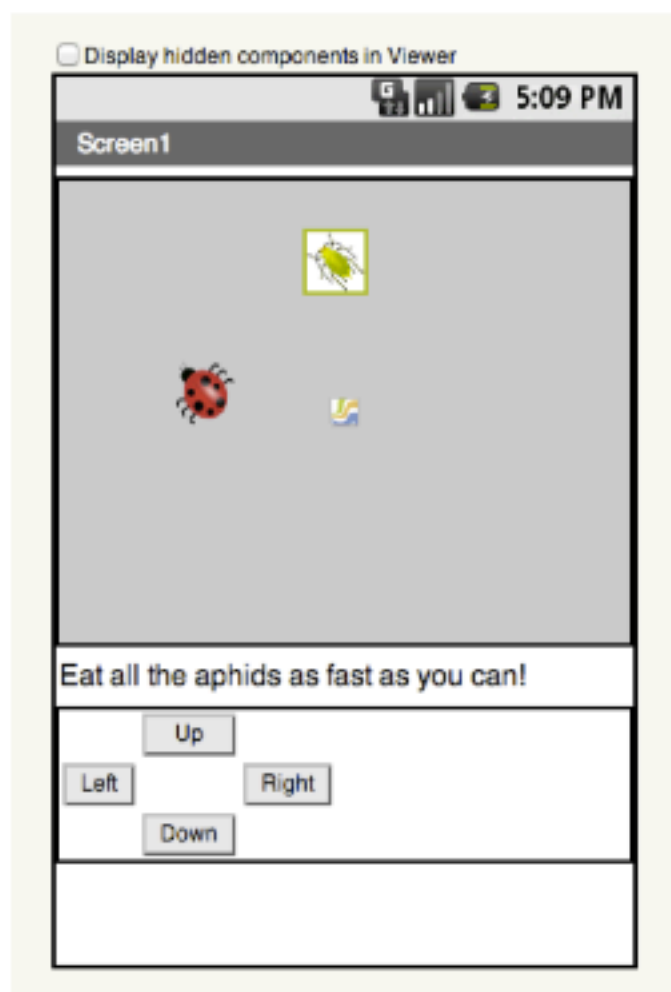 Display hidden components in Viewer
G
5:09 PM
Screen1
Eat all the aphids as fast as you can!
Up
Left Right
Down